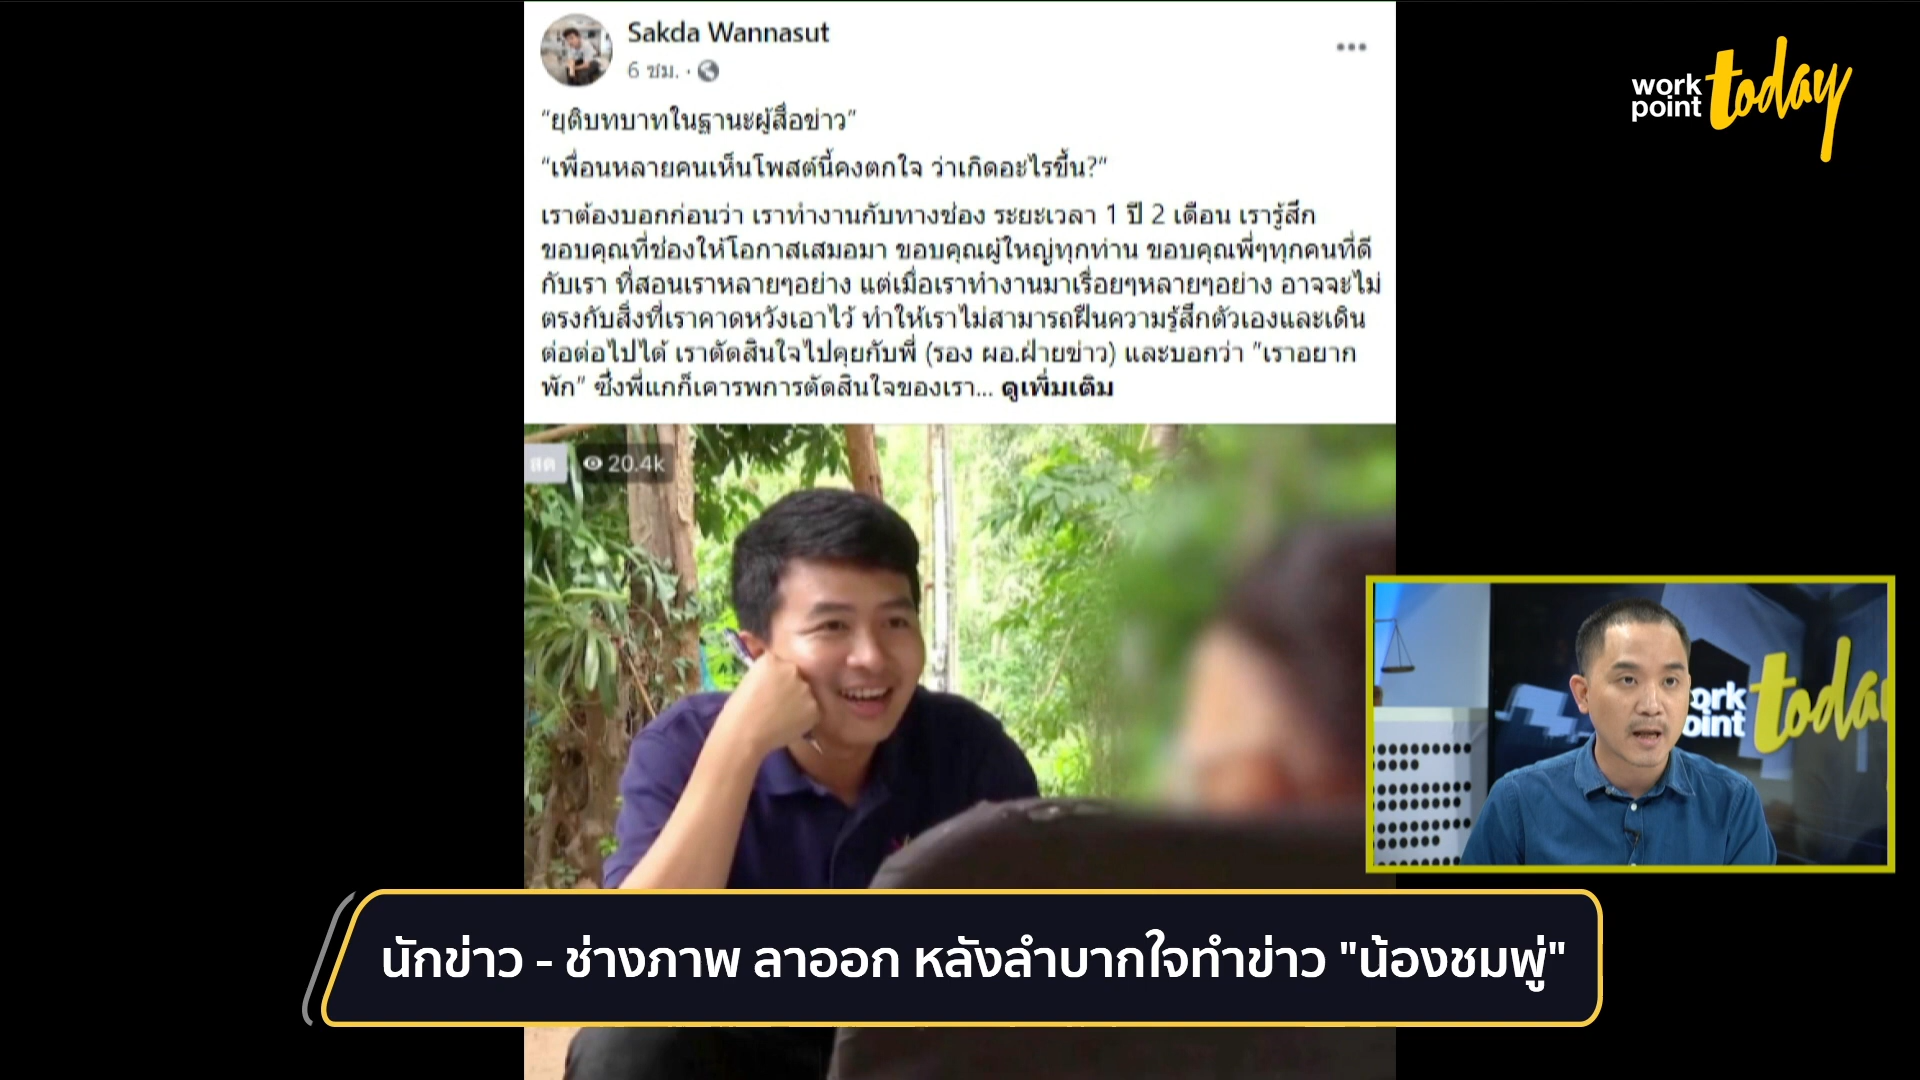 Sakda Wannasut
6 ชม. ·
work
point today
“ยุติบทบาทในฐานะผู้สื่อข่าว”
“เพื่อนหลายคนเห็นโพสต์นี้คงตกใจ ว่าเกิดอะไรขึ้น?”
เราต้องบอกก่อนว่า เราทำงานกับทางช่อง ระยะเวลา 1 ปี 2 เดือน เรารู้สึก
ขอบคุณที่ช่องให้โอกาสเสมอมา ขอบคุณผู้ใหญ่ทุกท่าน ขอบคุณพี่ๆทุกคนที่ดี
กับเรา ที่สอนเราหลายๆอย่าง แต่เมื่อเราทำงานมาเรื่อยๆหลายๆอย่าง อาจจะไม่
ตรงกับสิ่งที่เราคาดหวังเอาไว้ ทำให้เราไม่สามารถฝืนความรู้สึกตัวเองและเดิน
ต่อต่อไปได้ เราตัดสินใจไปคุยกับพี่ (รอง ผอ.ฝ่ายข่าว) และบอกว่า “เราอยาก
พัก” ซึ่งพี่แกก็เคารพการตัดสินใจของเรา... ดูเพิ่มเติม
สด 20.4k
ork
oint toda
นักข่าว - ช่างภาพ ลาออก หลังลำบากใจทำข่าว "น้องชมพู่"